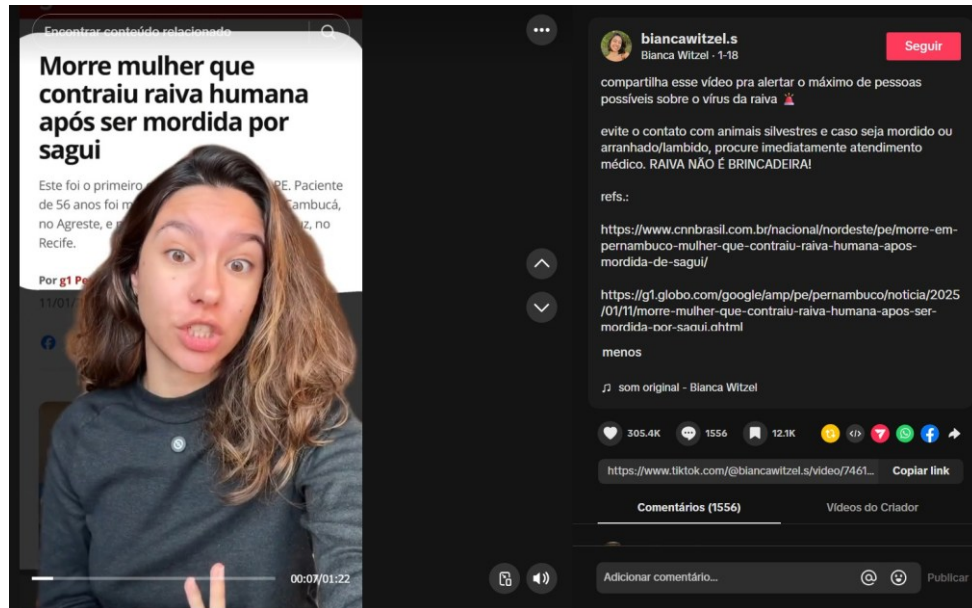 Encontrar conteúdo relacionado
Morre mulher que
contraiu raiva humana
após ser mordida por
sagui
Este foi o primeiro PE. Paciente
de 56 anos foi Cambucá,
no Agreste, e no
Recife.
Por g1
11/01/
00:07/01:22
biancawitzel.s
Bianca Witzel · 1-18
Seguir
compartilha esse vídeo pra alertar o máximo de pessoas
possíveis sobre o vírus da raiva 🚨
evite o contato com animais silvestres e caso seja mordido ou
arranhado/lambido, procure imediatamente atendimento
médico. RAIVA NÃO É BRINCADEIRA!
refs.:
https://www.cnnbrasil.com.br/nacional/nordeste/pe/morre-em-
pernambuco-mulher-que-contraiu-raiva-humana-apos-
mordida-de-sagui/
https://g1.globo.com/google/amp/pe/pernambuco/noticia/2025
/01/11/morre-mulher-que-contraiu-raiva-humana-apos-ser-
mordida-por-sagui.ghtml
menos
som original - Bianca Witzel
305.4K
1556
12.1K
https://www.tiktok.com/@biancawitzel.s/video/7461...
Copiar link
Comentários (1556)
Vídeos do Criador
Adicionar comentário...
Publicar